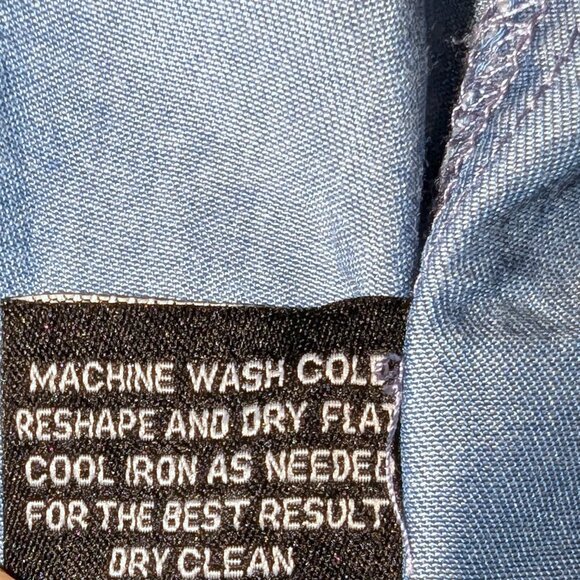 MACHINE WASH COLD
RESHAPE AND DRY FLAT
COOL IRON AS NEEDED
FOR THE BEST RESULT
DRY CLEAN